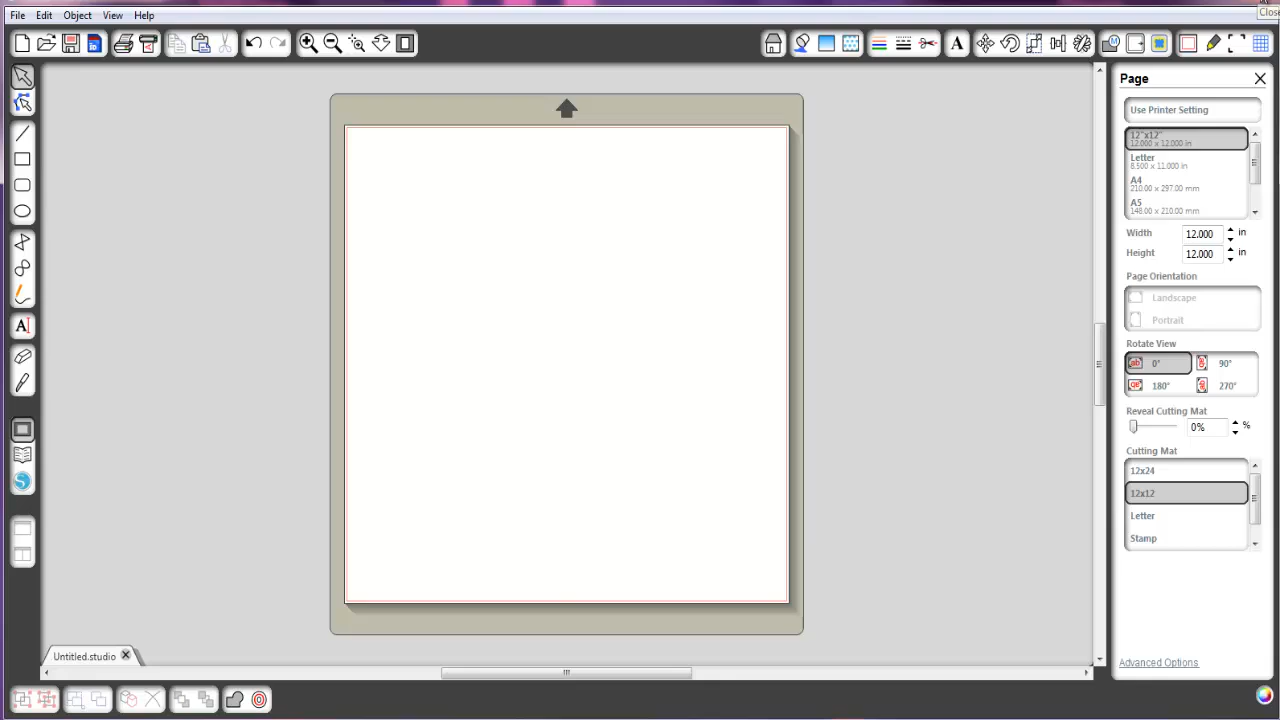 Close
File Edit Object View Help
Page
Use Printer Setting
12"x12"
12.000 x 12.000 in
Letter
8.500 x 11.000 in
A4
210.00 x 297.00 mm
A5
148.00 x 210.00 mm
Width 12.000 in
Height 12.000 in
Page Orientation
Landscape
Portrait
Rotate View
0° 90°
180° 270°
Reveal Cutting Mat
0% %
Cutting Mat
12x24
12x12
Letter
Stamp
Untitled.studio
Advanced Options